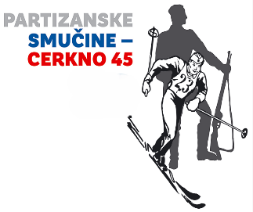 PARTIZANSKE
SMUČINE –
CERKNO 45